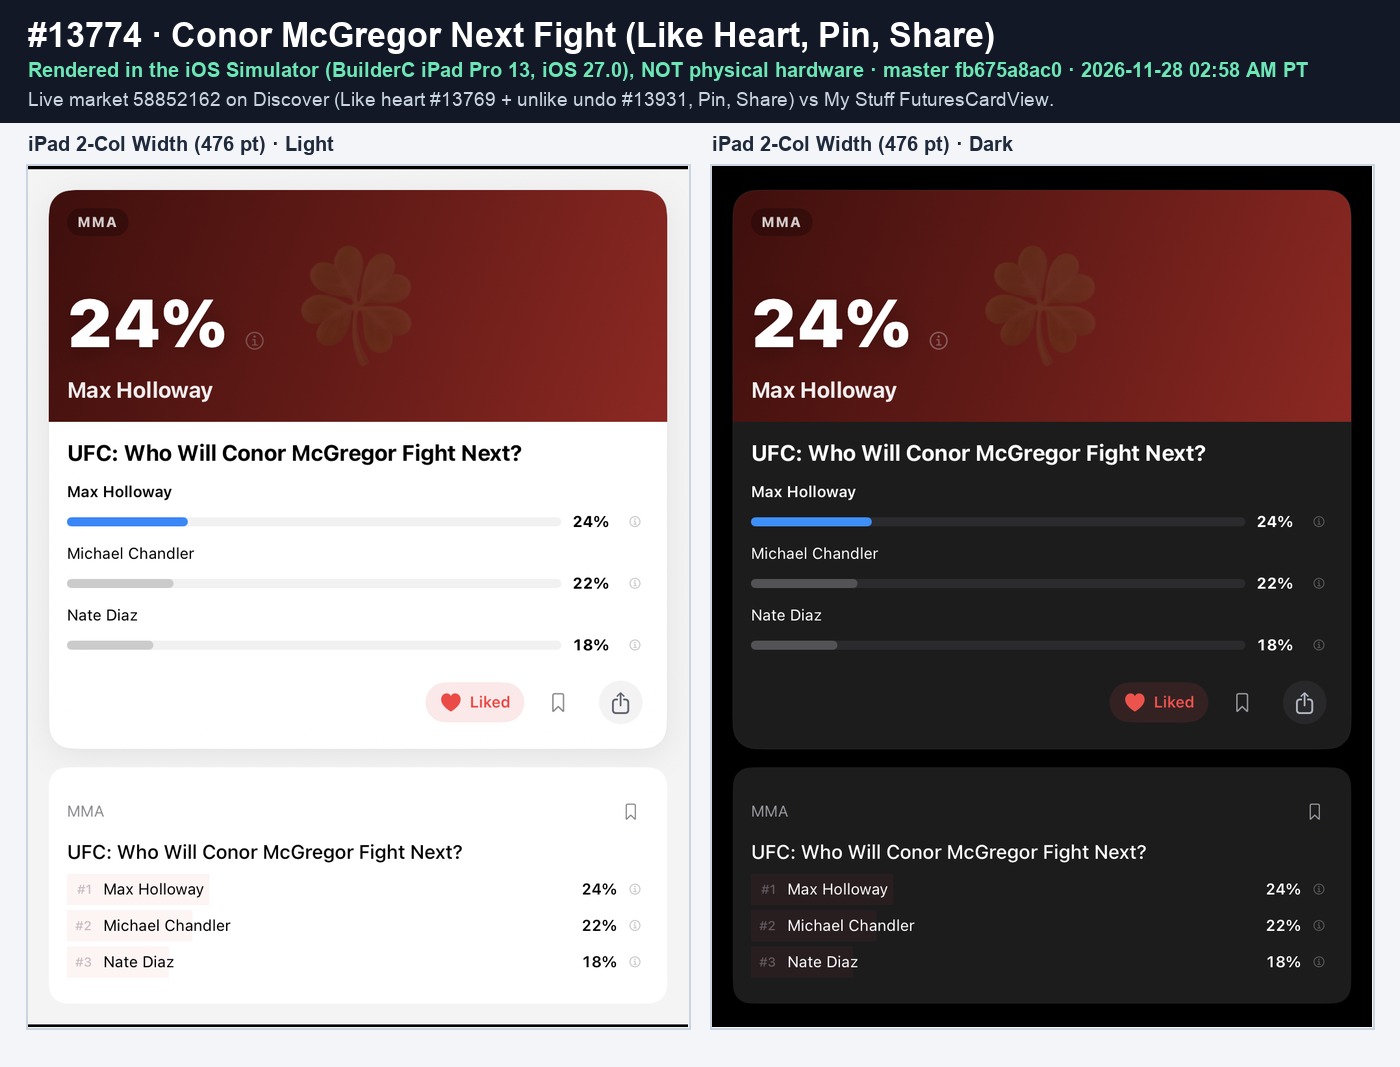 #13774 · Conor McGregor Next Fight (Like Heart, Pin, Share)
Rendered in the iOS Simulator (BuilderC iPad Pro 13, iOS 27.0), NOT physical hardware · master fb675a8ac0 · 2026-11-28 02:58 AM PT
Live market 58852162 on Discover (Like heart #13769 + unlike undo #13931, Pin, Share) vs My Stuff FuturesCardView.
iPad 2-Col Width (476 pt) · Light
MMA
24%
Max Holloway
UFC: Who Will Conor McGregor Fight Next?
Max Holloway
24%
Michael Chandler
22%
Nate Diaz
18%
Liked
MMA
UFC: Who Will Conor McGregor Fight Next?
#1 Max Holloway 24%
#2 Michael Chandler 22%
#3 Nate Diaz 18%
iPad 2-Col Width (476 pt) · Dark
MMA
24%
Max Holloway
UFC: Who Will Conor McGregor Fight Next?
Max Holloway
24%
Michael Chandler
22%
Nate Diaz
18%
Liked
MMA
UFC: Who Will Conor McGregor Fight Next?
#1 Max Holloway 24%
#2 Michael Chandler 22%
#3 Nate Diaz 18%